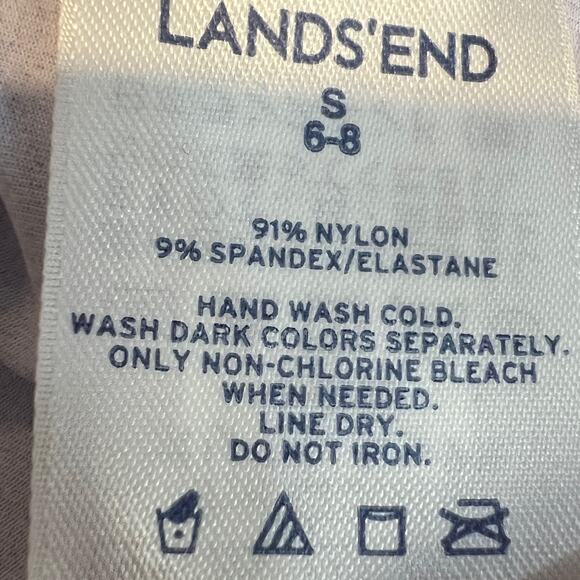 LANDS'END
S
6-8
91% NYLON
9% SPANDEX/ELASTANE
HAND WASH COLD.
WASH DARK COLORS SEPARATELY.
ONLY NON-CHLORINE BLEACH
WHEN NEEDED.
LINE DRY.
DO NOT IRON.